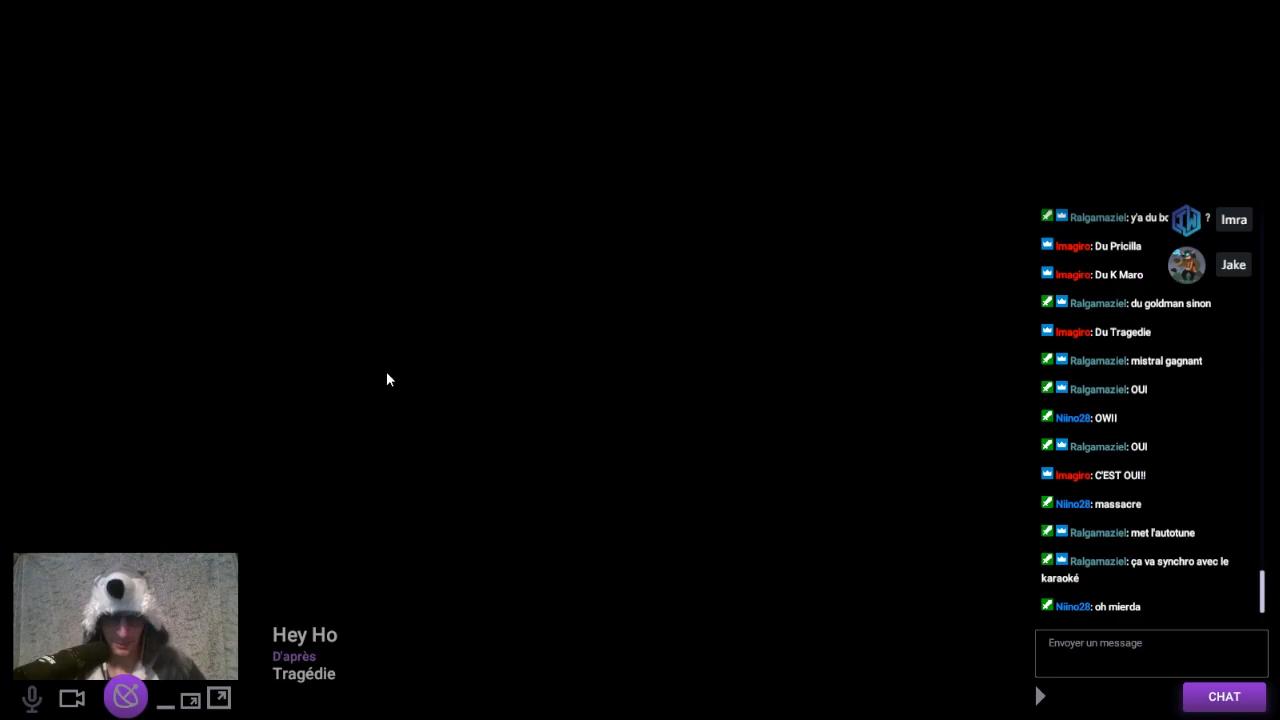 Ralgamaziel: y'a du bo ?
Imra
Imagiro: Du Pricilla
Jake
Imagiro: Du K Maro
Ralgamaziel: du goldman sinon
Imagiro: Du Tragedie
Ralgamaziel: mistral gagnant
Ralgamaziel: OUI
Niino28: OWII
Ralgamaziel: OUI
Imagiro: C'EST OUI!!
Niino28: massacre
Ralgamaziel: met l'autotune
Ralgamaziel: ça va synchro avec le
karaoké
Niino28: oh mierda
Envoyer un message
CHAT
Hey Ho
D'après
Tragédie